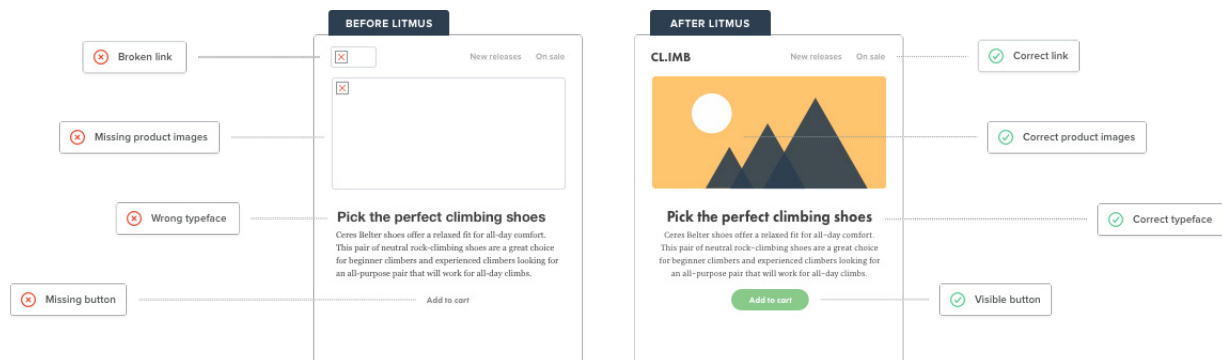 BEFORE LITMUS
Broken link
New releases On sale
Missing product images
Wrong typeface
Pick the perfect climbing shoes
Ceres Belter shoes offer a relaxed fit for all-day comfort.
This pair of neutral rock-climbing shoes are a great choice
for beginner climbers and experienced climbers looking for
an all-purpose pair that will work for all-day climbs.
Missing button
Add to cart
AFTER LITMUS
CL.IMB
New releases On sale
Correct link
Correct product images
Pick the perfect climbing shoes
Correct typeface
Ceres Belter shoes offer a relaxed fit for all-day comfort.
This pair of neutral rock-climbing shoes are a great choice
for beginner climbers and experienced climbers looking for
an all-purpose pair that will work for all-day climbs.
Add to cart
Visible button